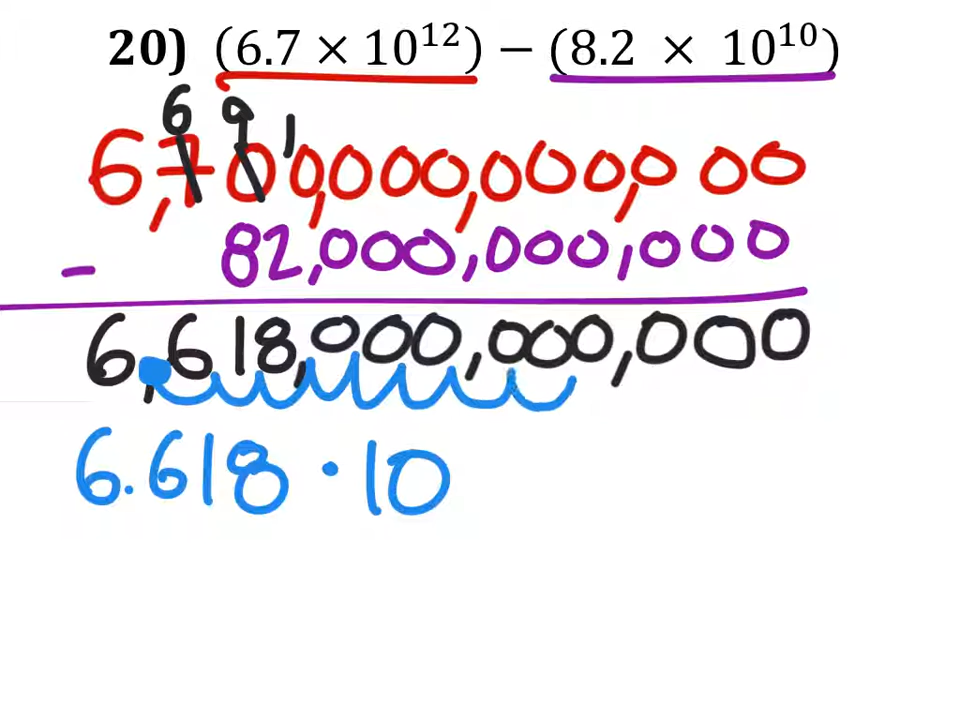 20) (6.7 × 10¹²) − (8.2 × 10¹⁰)
6 9 1
6,700,000,000,000
- 82,000,000,000
6,618,000,000,000
6.618 · 10